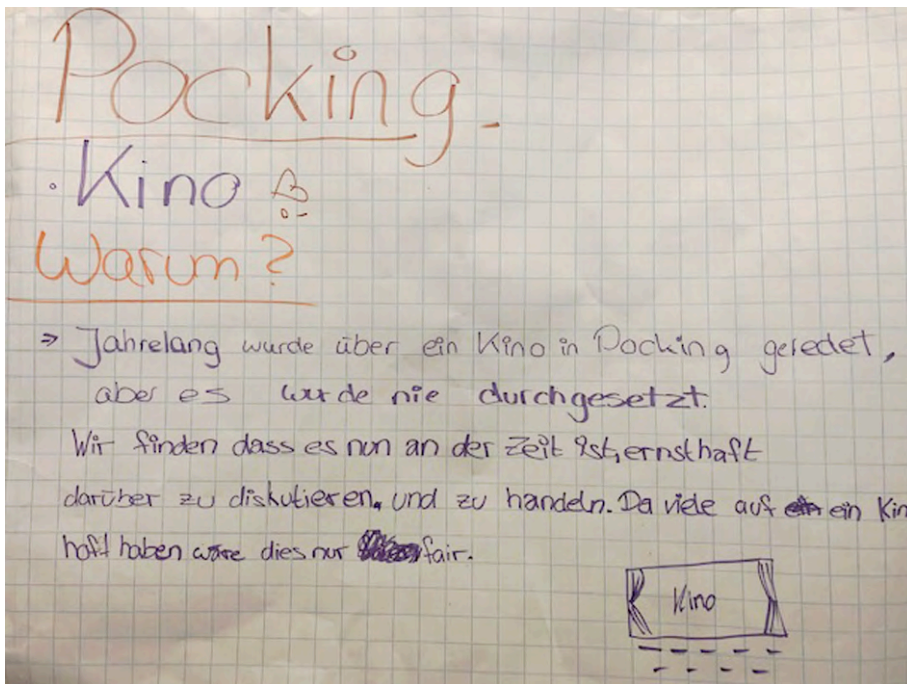 Pocking.
· Kino
Warum?
⇒ Jahrelang wurde über ein Kino in Pocking geredet,
aber es wurde nie durchgesetzt.
Wir finden dass es nun an der Zeit ist, ernsthaft
darüber zu diskutieren, und zu handeln. Da viele auf ein Kin
hofft haben wäre dies nur fair.
Kino